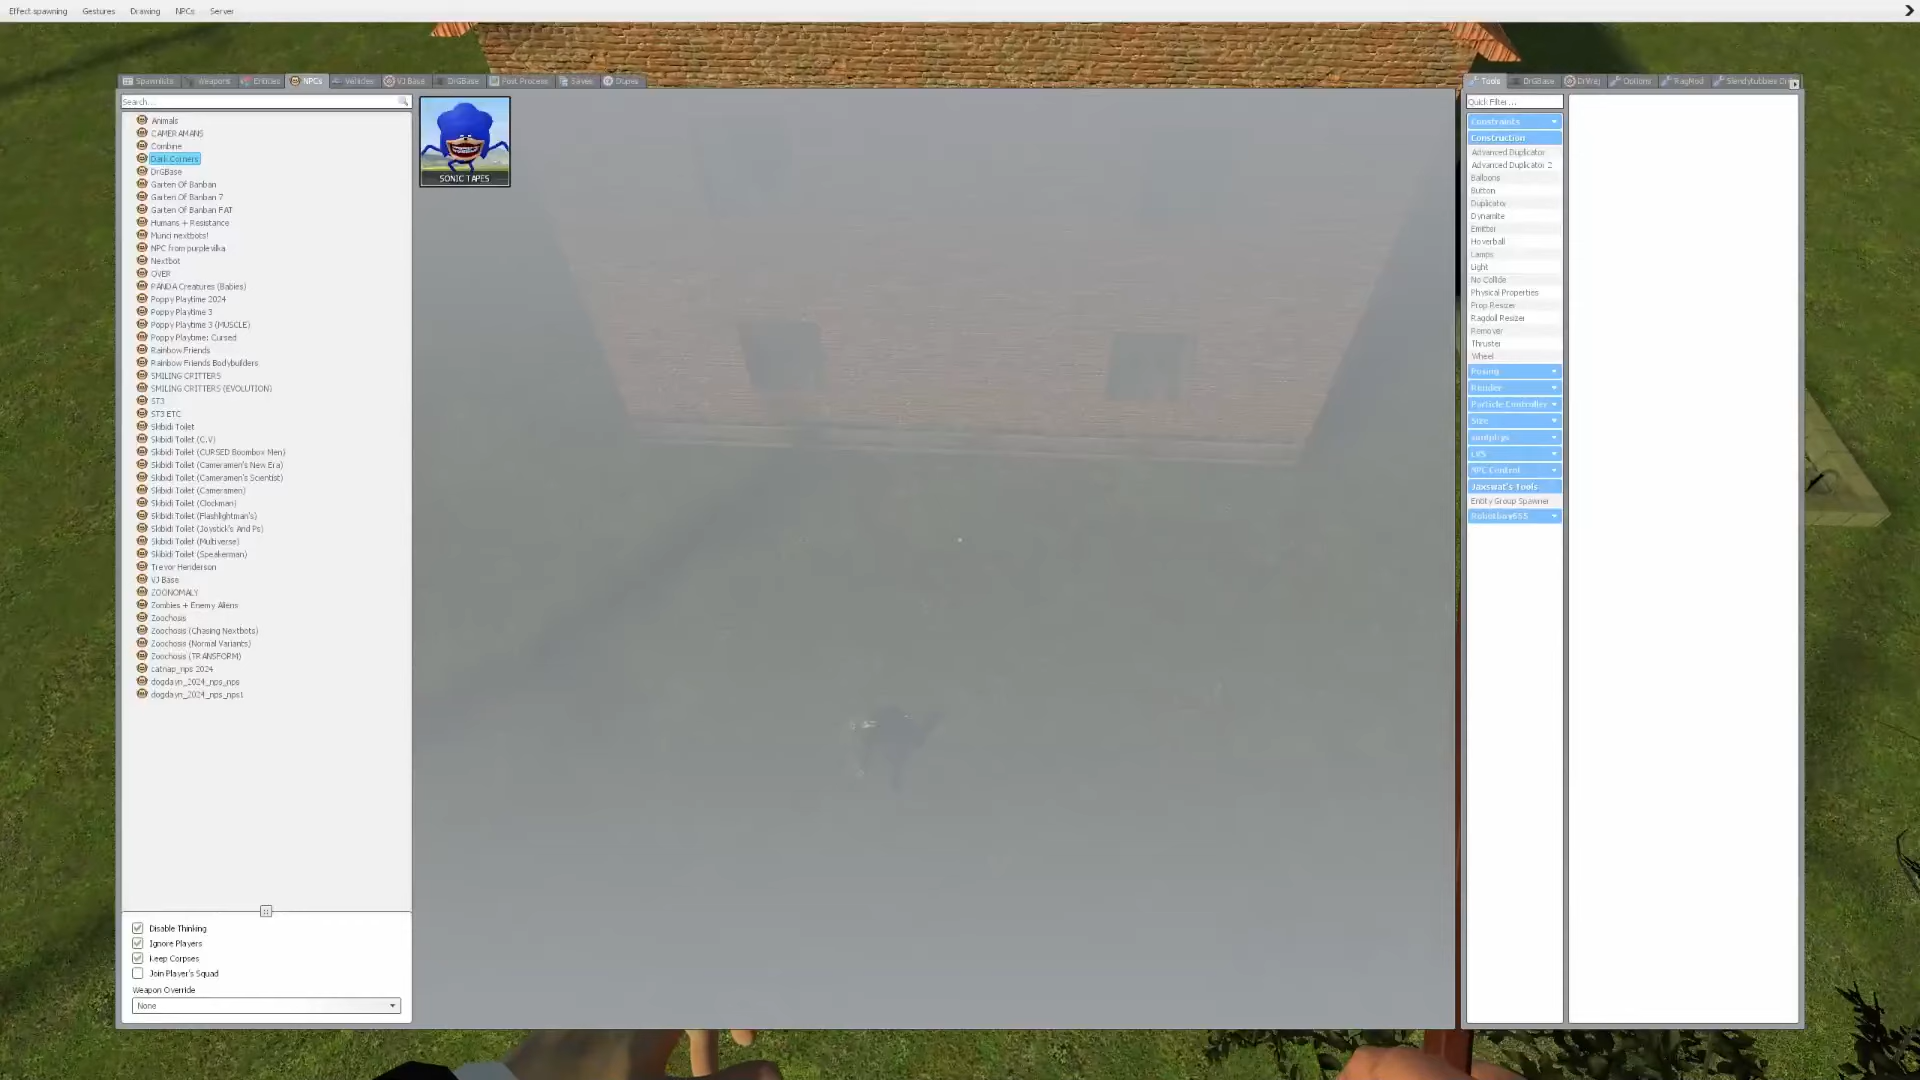 Effect spawning Gestures Drawing NPCs Server
Spawnlists Weapons Entities NPCs Vehicles VJ Base DrGBase Post Process Saves Dupes
Search...
Animals
CAMERAMANS
Combine
Dark Corners
DrGBase
Garten Of Banban
Garten Of Banban 7
Garten Of Banban FAT
Humans + Resistance
Munci nextbots!
NPC from purplevilka
Nextbot
OVER
PANDA Creatures (Babies)
Poppy Playtime 2024
Poppy Playtime 3
Poppy Playtime 3 (MUSCLE)
Poppy Playtime: Cursed
Rainbow Friends
Rainbow Friends Bodybuilders
SMILING CRITTERS
SMILING CRITTERS (EVOLUTION)
ST3
ST3 ETC
Skibidi Toilet
Skibidi Toilet (C.V)
Skibidi Toilet (CURSED Boombox Men)
Skibidi Toilet (Cameramen's New Era)
Skibidi Toilet (Cameramen's Scientist)
Skibidi Toilet (Cameramen)
Skibidi Toilet (Clockman)
Skibidi Toilet (Flashlightman's)
Skibidi Toilet (Joystick's And Ps)
Skibidi Toilet (Multiverse)
Skibidi Toilet (Speakerman)
Trevor Henderson
VJ Base
ZOONOMALY
Zombies + Enemy Aliens
Zoochosis
Zoochosis (Chasing Nextbots)
Zoochosis (Normal Variants)
Zoochosis (TRANSFORM)
catnap_nps 2024
dogdayn_2024_nps_nps
dogdayn_2024_nps_nps1
Disable Thinking
Ignore Players
Keep Corpses
Join Player's Squad
Weapon Override
None
SONIC TAPES
Tools DrGBase DrVrej Options RagMod Slendytubbies
Quick Filter...
Constraints
Construction
Advanced Duplicator
Advanced Duplicator 2
Balloons
Button
Duplicator
Dynamite
Emitter
Hoverball
Lamps
Light
No Collide
Physical Properties
Prop Resizer
Ragdoll Resizer
Remover
Thruster
Wheel
Posing
Render
Particle Controller
Size
NPC Control
Jaxswat's Tools
Entity Group Spawner
Robotboy655